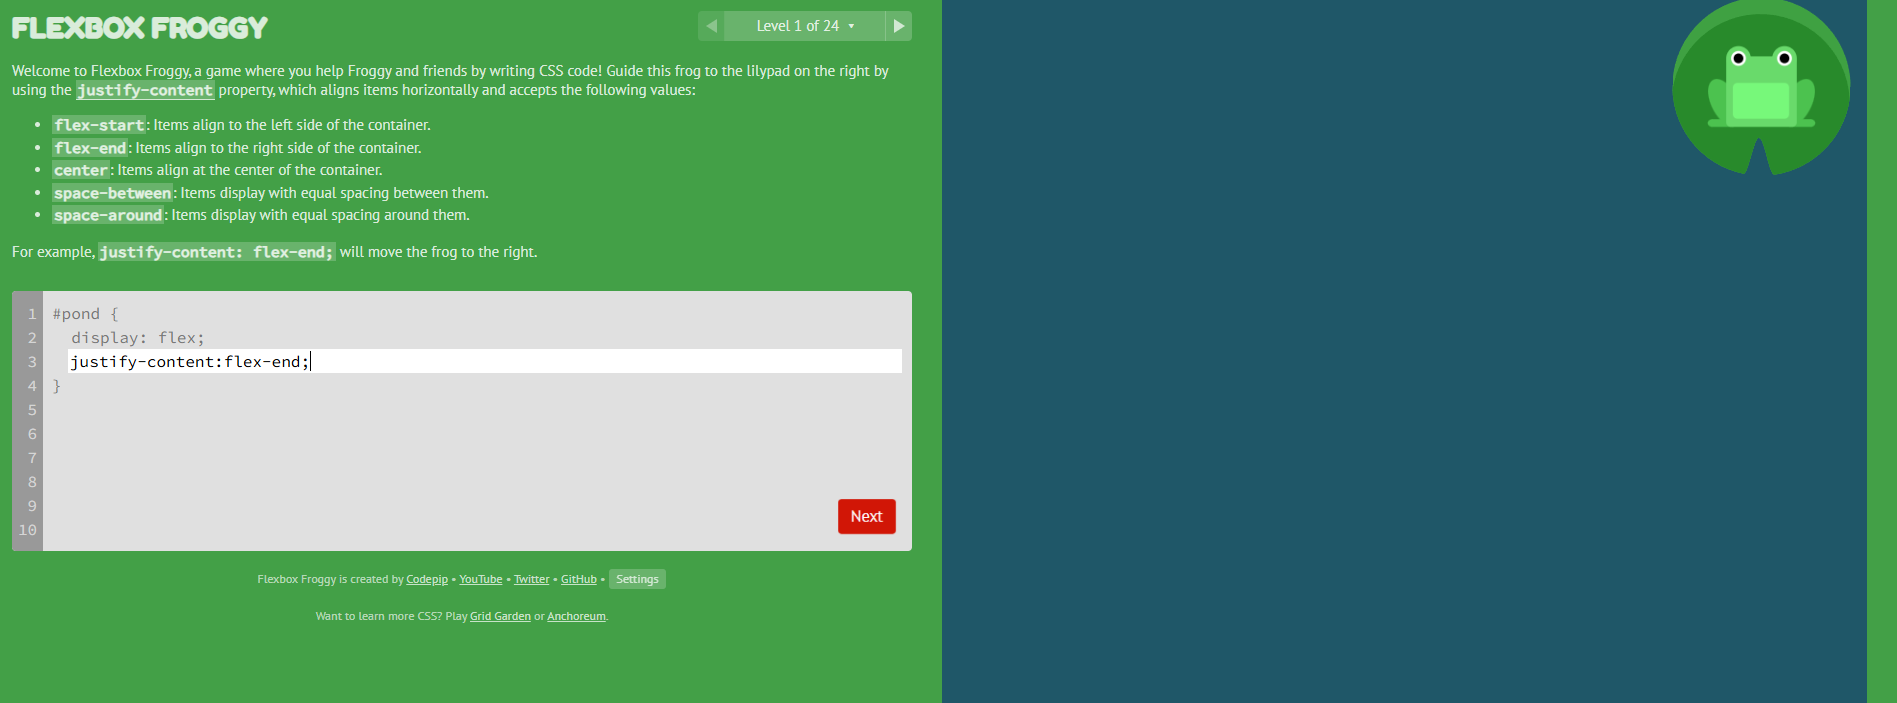 FLEXBOX FROGGY
Level 1 of 24
Welcome to Flexbox Froggy, a game where you help Froggy and friends by writing CSS code! Guide this frog to the lilypad on the right by
using the justify-content property, which aligns items horizontally and accepts the following values:
• flex-start: Items align to the left side of the container.
• flex-end: Items align to the right side of the container.
• center: Items align at the center of the container.
• space-between: Items display with equal spacing between them.
• space-around: Items display with equal spacing around them.
For example, justify-content: flex-end; will move the frog to the right.
1 #pond {
2 display: flex;
3 justify-content:flex-end;
4 }
5
6
7
8
9
10
Next
Flexbox Froggy is created by Codepip • YouTube • Twitter • GitHub • Settings
Want to learn more CSS? Play Grid Garden or Anchoreum.